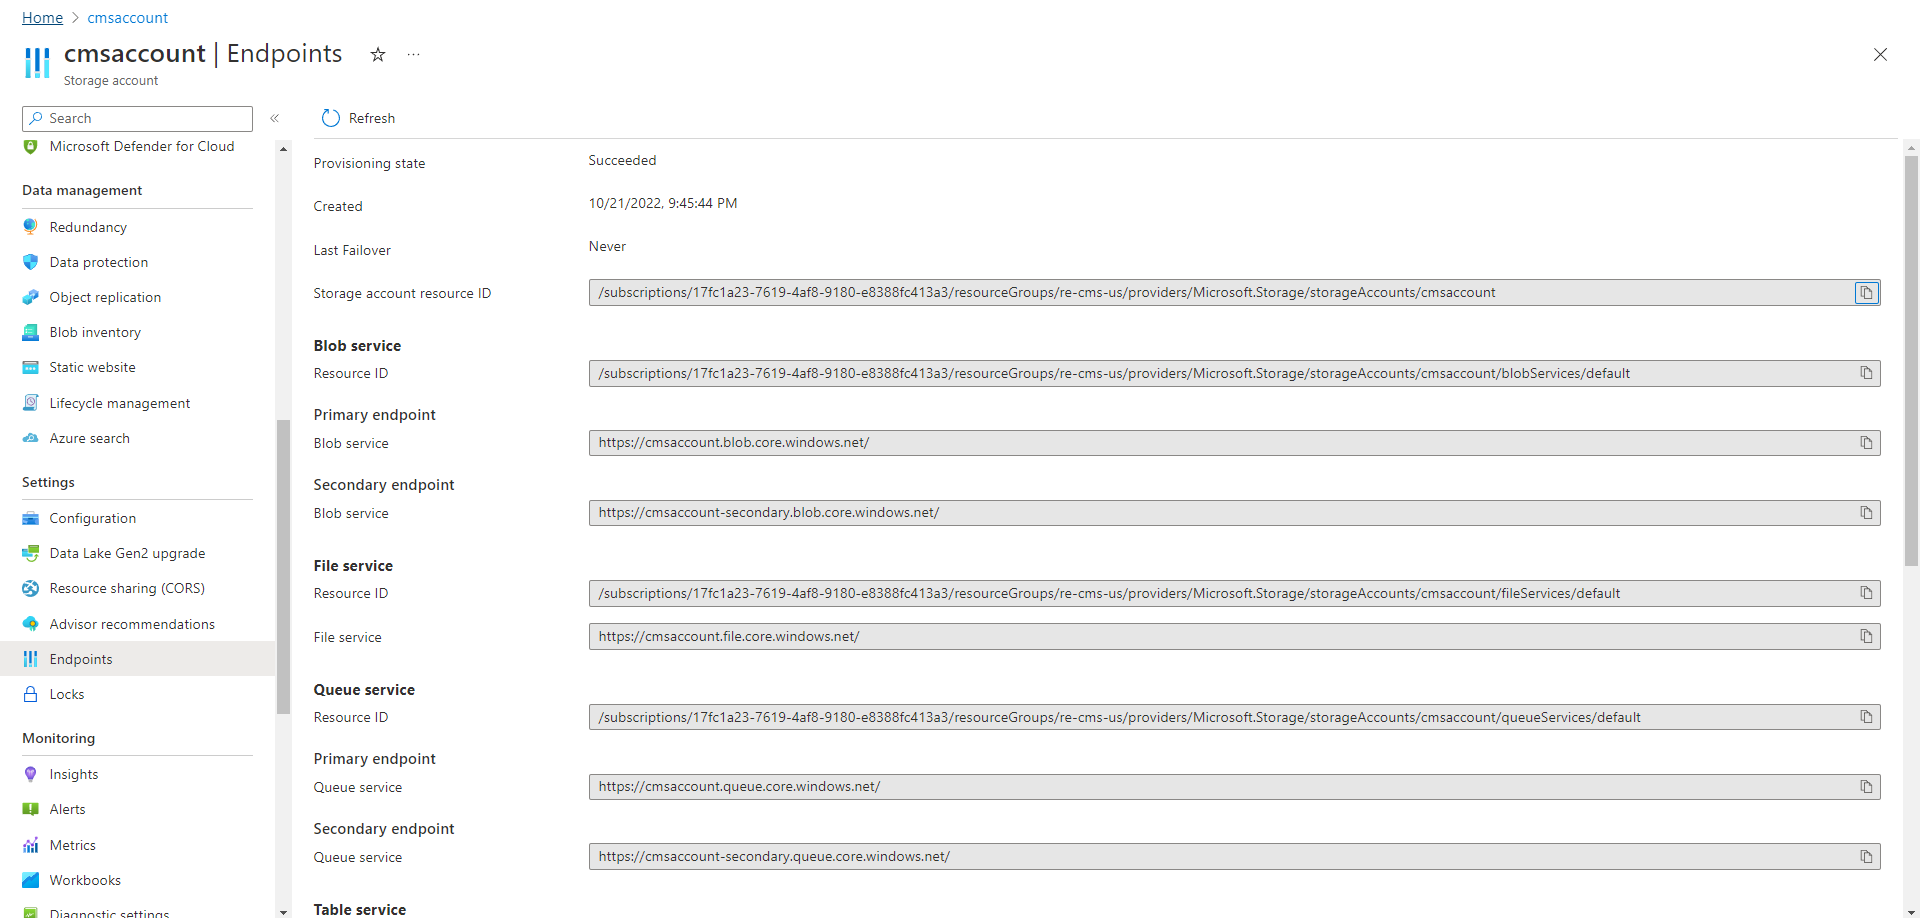 Home > cmsaccount
cmsaccount | Endpoints ☆ ...
Storage account
Search
«
Refresh
Microsoft Defender for Cloud
Data management
Redundancy
Data protection
Object replication
Blob inventory
Static website
Lifecycle management
Azure search
Settings
Configuration
Data Lake Gen2 upgrade
Resource sharing (CORS)
Advisor recommendations
Endpoints
Locks
Monitoring
Insights
Alerts
Metrics
Workbooks
Diagnostic settings
Provisioning state Succeeded
Created 10/21/2022, 9:45:44 PM
Last Failover Never
Storage account resource ID /subscriptions/17fc1a23-7619-4af8-9180-e8388fc413a3/resourceGroups/re-cms-us/providers/Microsoft.Storage/storageAccounts/cmsaccount
Blob service
Resource ID /subscriptions/17fc1a23-7619-4af8-9180-e8388fc413a3/resourceGroups/re-cms-us/providers/Microsoft.Storage/storageAccounts/cmsaccount/blobServices/default
Primary endpoint
Blob service https://cmsaccount.blob.core.windows.net/
Secondary endpoint
Blob service https://cmsaccount-secondary.blob.core.windows.net/
File service
Resource ID /subscriptions/17fc1a23-7619-4af8-9180-e8388fc413a3/resourceGroups/re-cms-us/providers/Microsoft.Storage/storageAccounts/cmsaccount/fileServices/default
File service https://cmsaccount.file.core.windows.net/
Queue service
Resource ID /subscriptions/17fc1a23-7619-4af8-9180-e8388fc413a3/resourceGroups/re-cms-us/providers/Microsoft.Storage/storageAccounts/cmsaccount/queueServices/default
Primary endpoint
Queue service https://cmsaccount.queue.core.windows.net/
Secondary endpoint
Queue service https://cmsaccount-secondary.queue.core.windows.net/
Table service